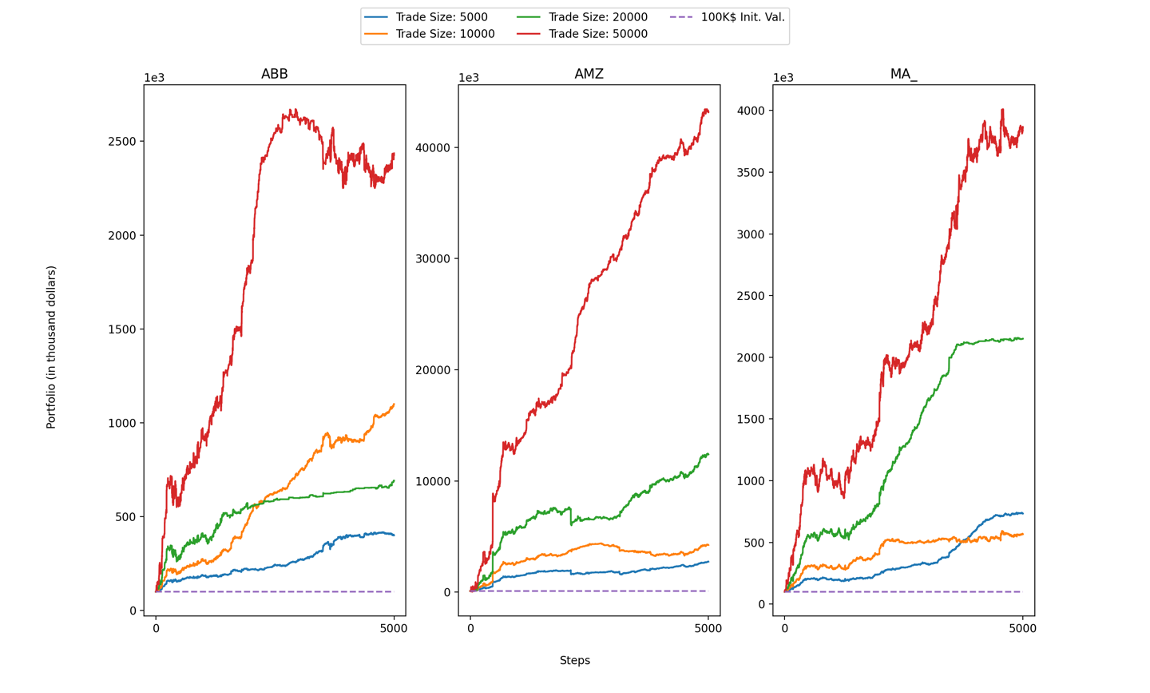 Trade Size: 5000 Trade Size: 20000 100K$ Init. Val.
Trade Size: 10000 Trade Size: 50000
ABB AMZ MA_
1e3 1e3 1e3
2500
2000
1500
1000
500
0
40000
30000
20000
10000
0
4000
3500
3000
2500
2000
1500
1000
500
0
Portfolio (in thousand dollars)
0 5000 0 5000 0 5000
Steps